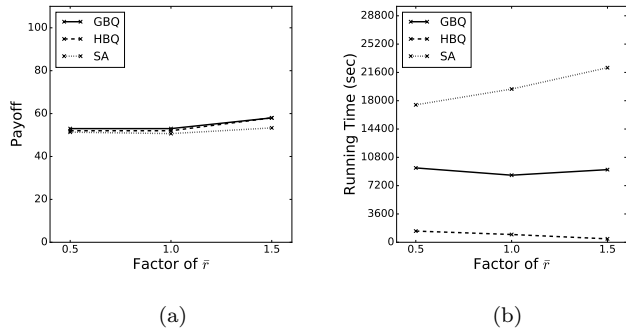 GBQ
HBQ
SA
100
80
60
40
20
0
Payoff
0.5 1.0 1.5
Factor of r̄
(a)
GBQ
HBQ
SA
28800
25200
21600
18000
14400
10800
7200
3600
0
Running Time (sec)
0.5 1.0 1.5
Factor of r̄
(b)